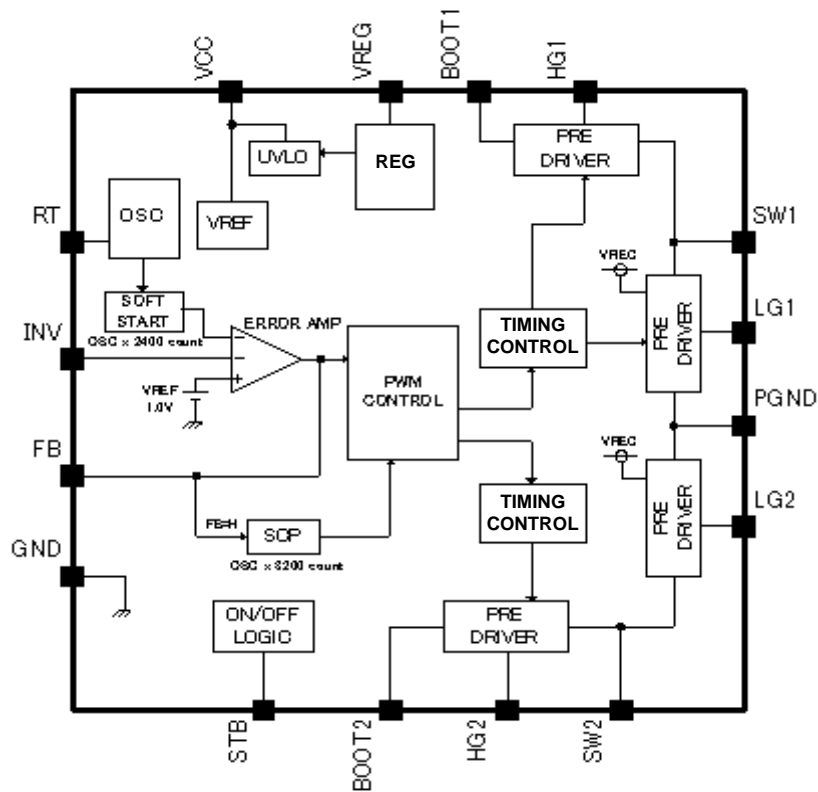 VCC
VREG
BOOT1
HG1
UVLO
REG
PRE
DRIVER
RT
OSC
VREF
SW1
VREG
SOFT
START
OSC x 2400 count
INV
ERROR AMP
TIMING
CONTROL
PRE
DRIVER
LG1
VREF
1.0V
PWM
CONTROL
PGND
FB
VREG
TIMING
CONTROL
PRE
DRIVER
LG2
FB=H
SCP
OSC x 8200 count
GND
ON/OFF
LOGIC
PRE
DRIVER
STB
BOOT2
HG2
SW2